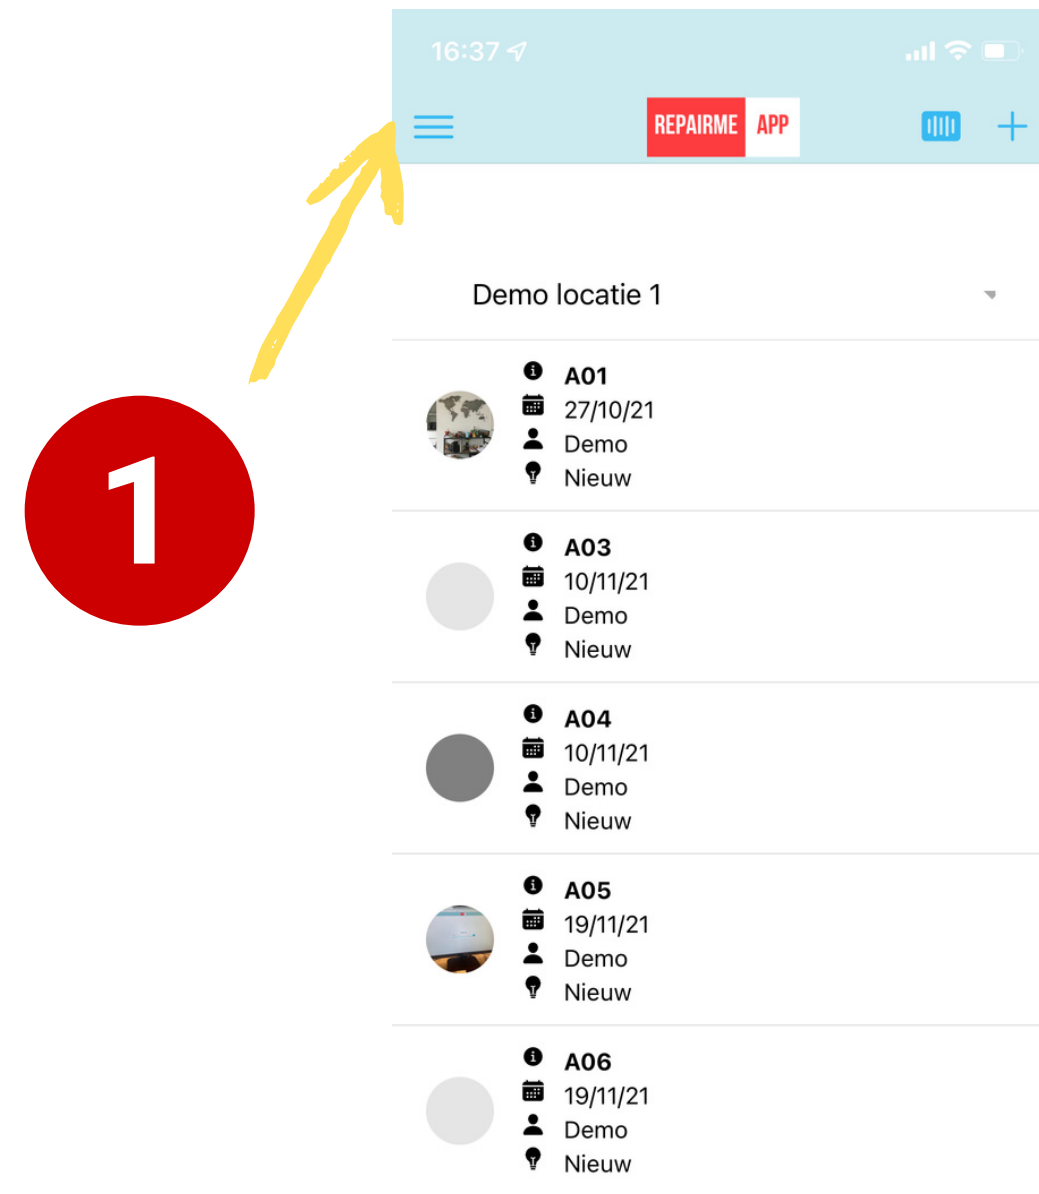 16:37
REPAIRME APP
Demo locatie 1
A01
27/10/21
Demo
Nieuw
1
A03
10/11/21
Demo
Nieuw
A04
10/11/21
Demo
Nieuw
A05
19/11/21
Demo
Nieuw
A06
19/11/21
Demo
Nieuw